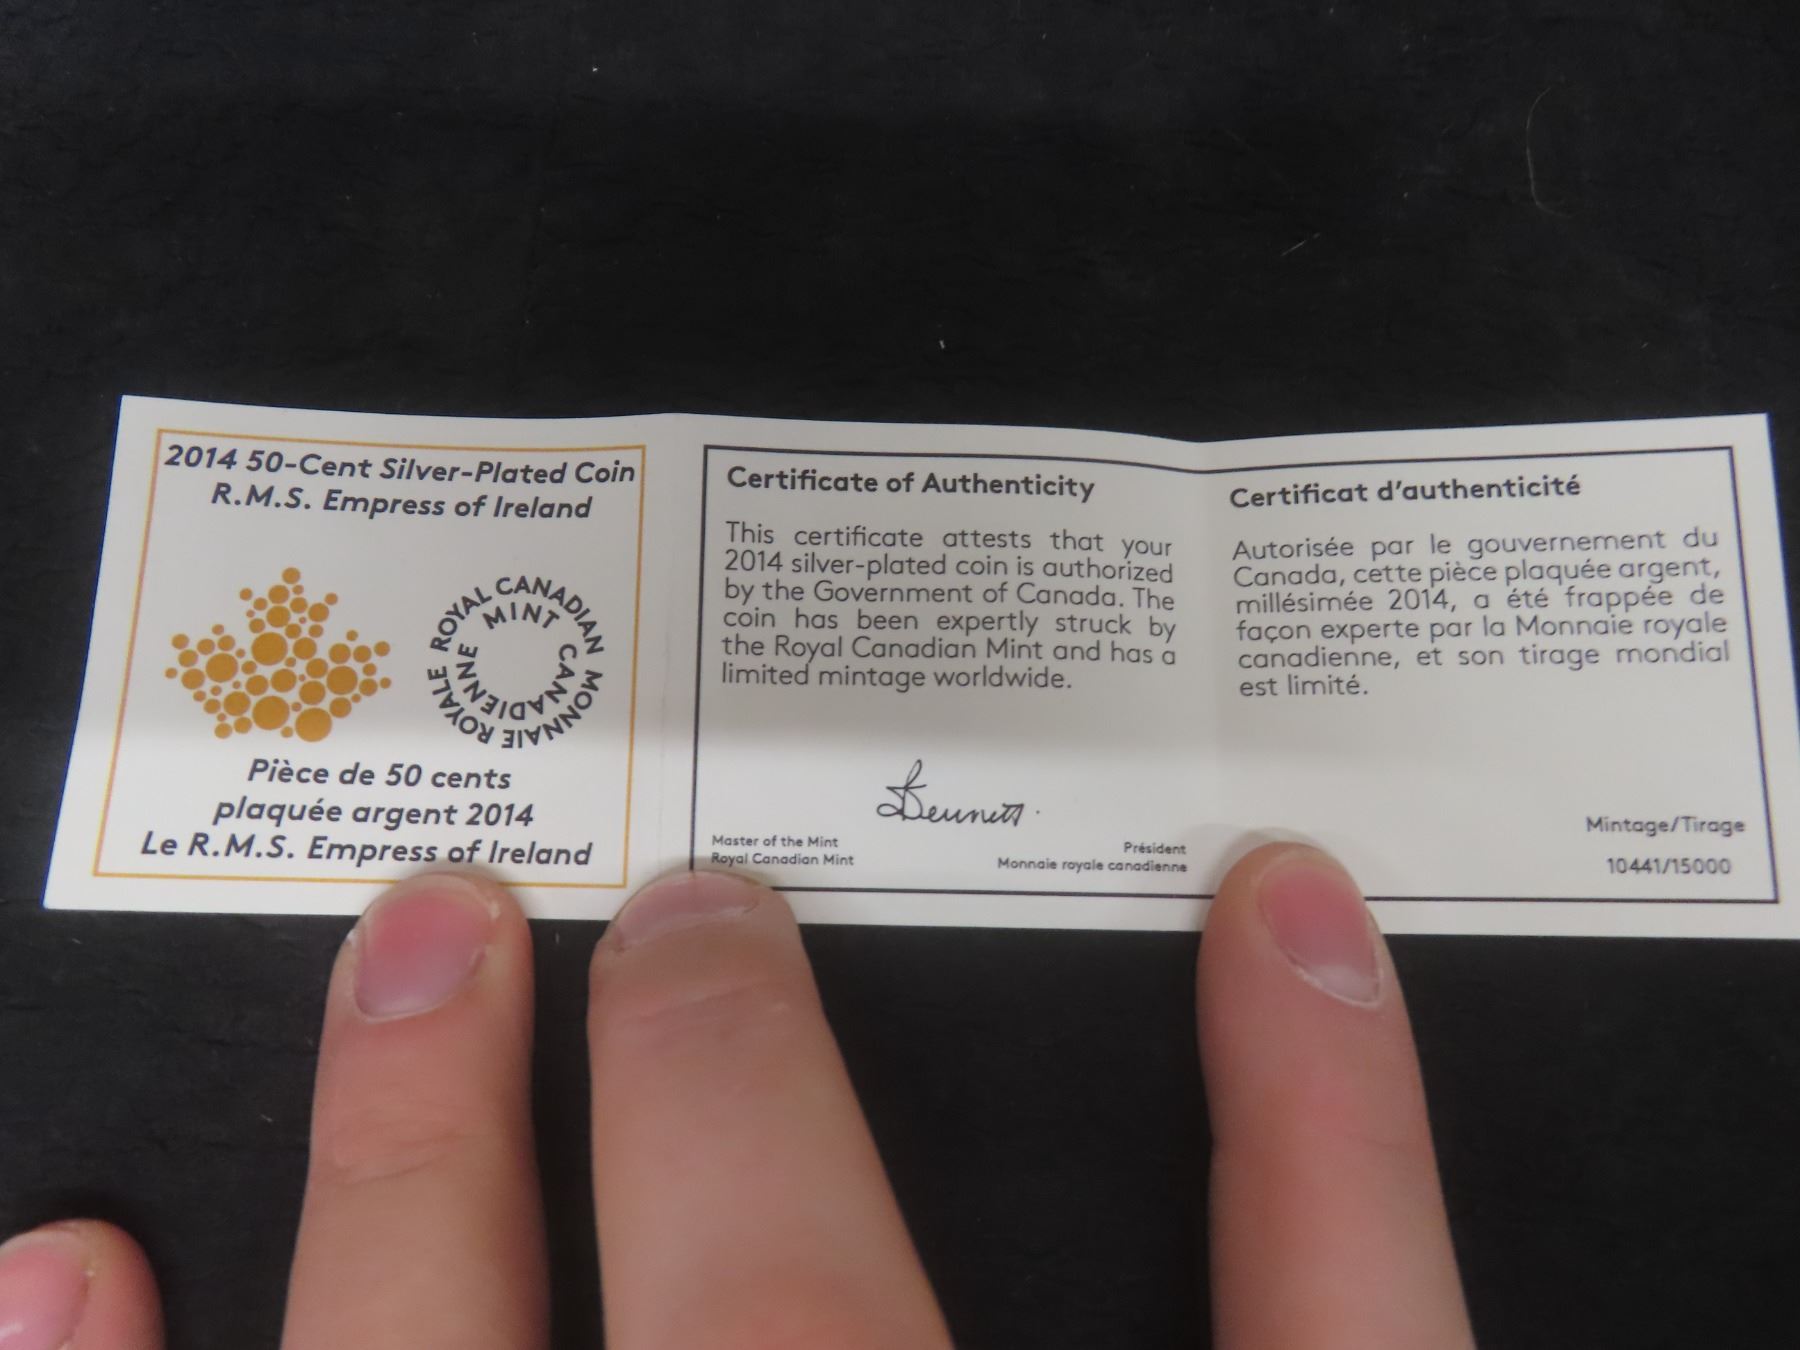 2014 50-Cent Silver-Plated Coin
R.M.S. Empress of Ireland
ROYAL CANADIAN MINT
MONNAIE ROYALE CANADIENNE
Pièce de 50 cents
plaquée argent 2014
Le R.M.S. Empress of Ireland
Certificate of Authenticity
This certificate attests that your
2014 silver-plated coin is authorized
by the Government of Canada. The
coin has been expertly struck by
the Royal Canadian Mint and has a
limited mintage worldwide.
Bennett
Master of the Mint
Royal Canadian Mint
Président
Monnaie royale canadienne
Certificat d'authenticité
Autorisée par le gouvernement du
Canada, cette pièce plaquée argent,
millésimée 2014, a été frappée de
façon experte par la Monnaie royale
canadienne, et son tirage mondial
est limité.
Mintage/Tirage
10441/15000